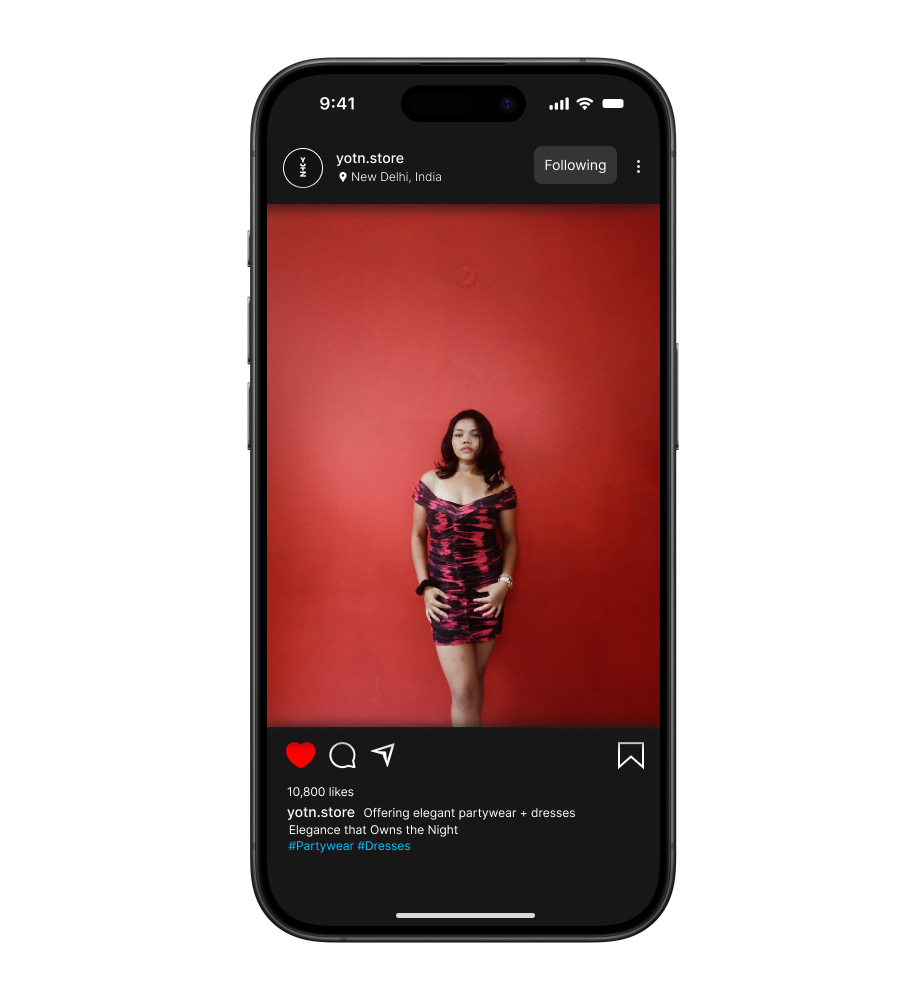 9:41
yotn.store
New Delhi, India
Following
10,800 likes
yotn.store Offering elegant partywear + dresses
Elegance that Owns the Night
#Partywear #Dresses